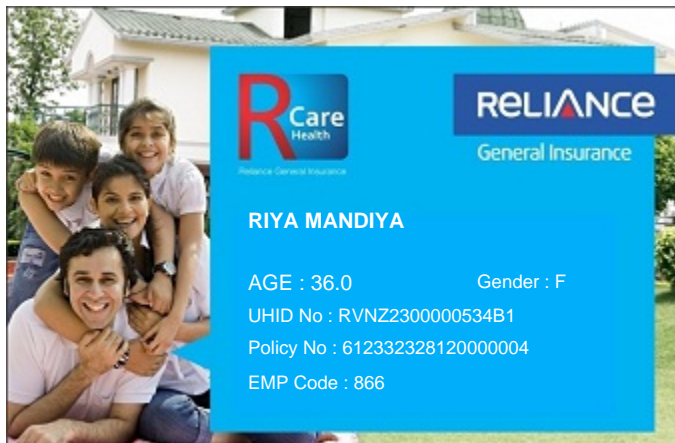 R Care
Health
Reliance General Insurance
RELIANCE
General Insurance
RIYA MANDIYA
AGE : 36.0 Gender : F
UHID No : RVNZ2300000534B1
Policy No : 612332328120000004
EMP Code : 866